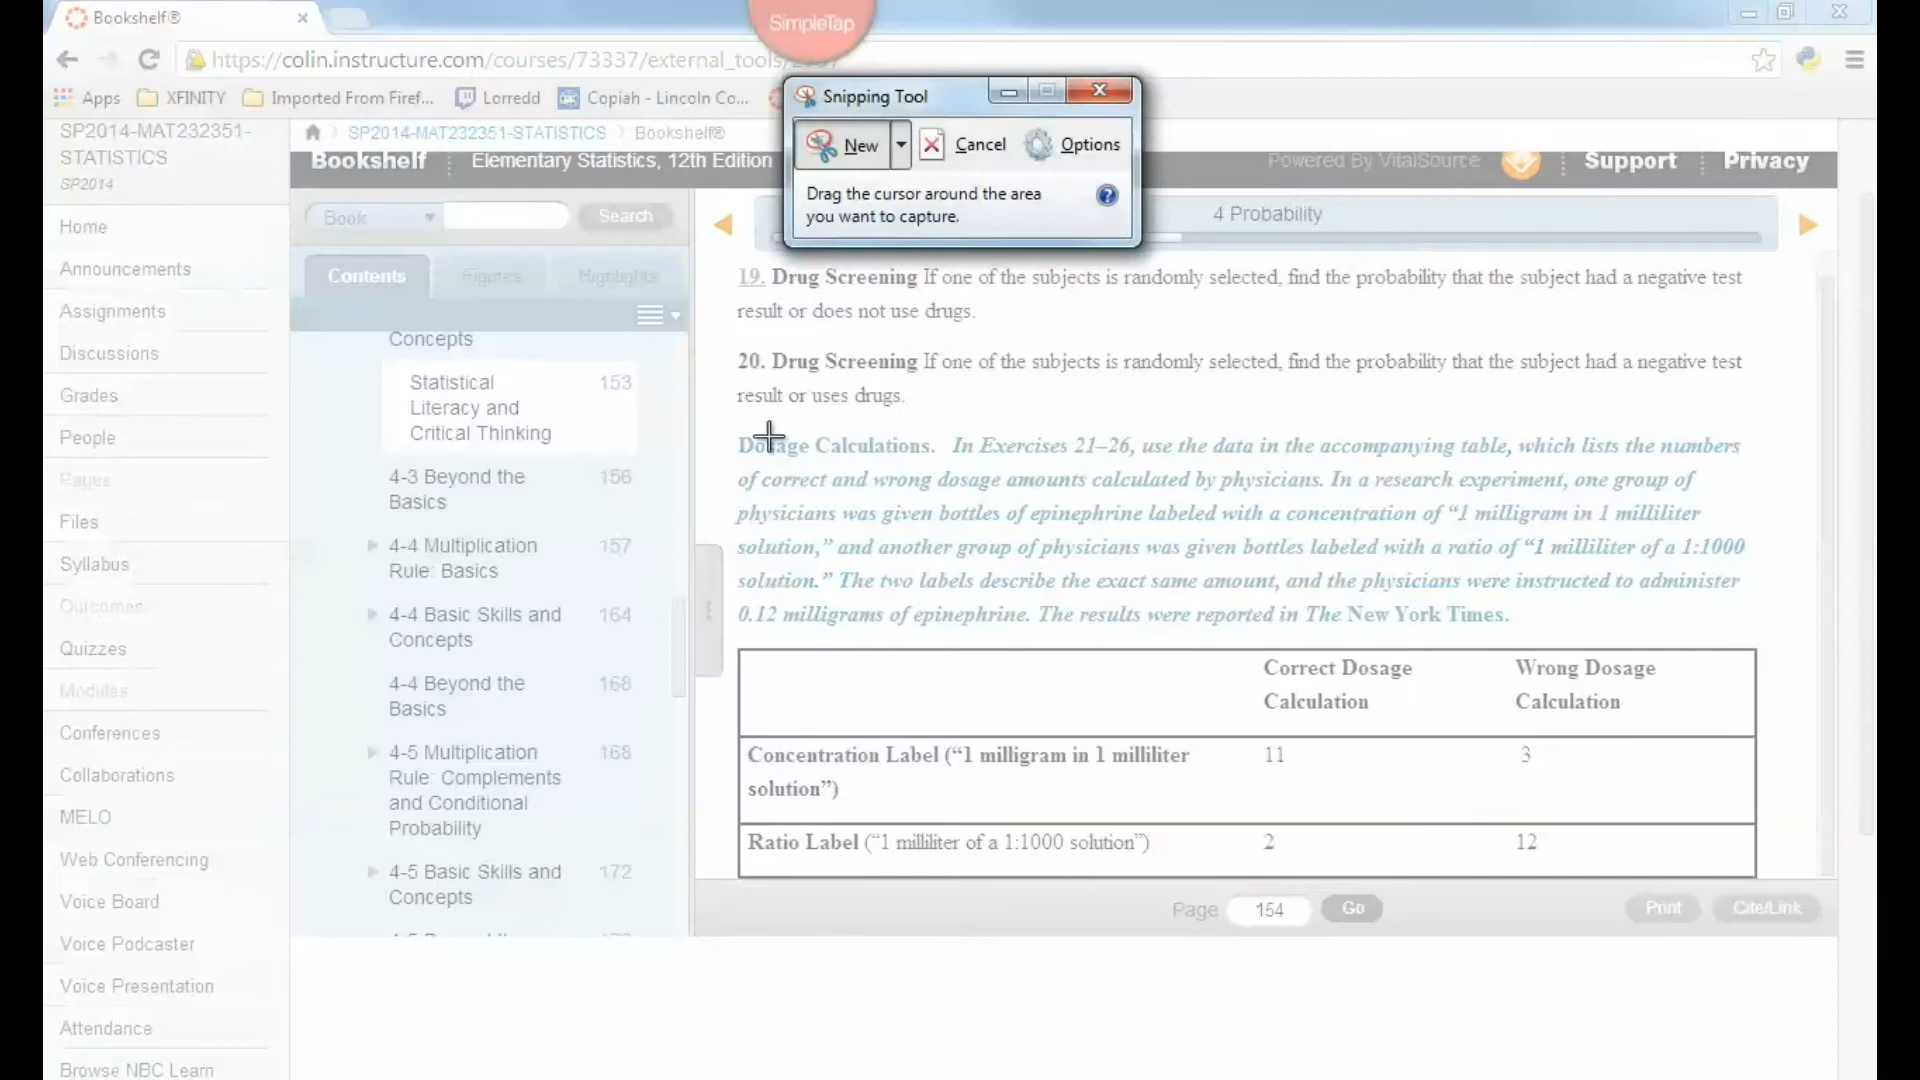 Bookshelf®
SimpleTap
https://colin.instructure.com/courses/73337/external_tools/
Apps XFINITY Imported From Firef... Lorredd Copiah - Lincoln Co...
Snipping Tool
New Cancel Options
Drag the cursor around the area
you want to capture.
SP2014-MAT232351-
STATISTICS
SP2014
Home
Announcements
Assignments
Discussions
Grades
People
Pages
Files
Syllabus
Outcomes
Quizzes
Modules
Conferences
Collaborations
MELO
Web Conferencing
Voice Board
Voice Podcaster
Voice Presentation
Attendance
Browse NBC Learn
SP2014-MAT232351-STATISTICS Bookshelf®
Bookshelf Elementary Statistics, 12th Edition Powered By VitalSource Support Privacy
Book Search
Contents Figures Highlights
Concepts
Statistical 153
Literacy and
Critical Thinking
4-3 Beyond the 156
Basics
4-4 Multiplication 157
Rule: Basics
4-4 Basic Skills and 164
Concepts
4-4 Beyond the 168
Basics
4-5 Multiplication 168
Rule: Complements
and Conditional
Probability
4-5 Basic Skills and 172
Concepts
4 Probability
19. Drug Screening If one of the subjects is randomly selected, find the probability that the subject had a negative test
result or does not use drugs.
20. Drug Screening If one of the subjects is randomly selected, find the probability that the subject had a negative test
result or uses drugs.
Dosage Calculations. In Exercises 21–26, use the data in the accompanying table, which lists the numbers
of correct and wrong dosage amounts calculated by physicians. In a research experiment, one group of
physicians was given bottles of epinephrine labeled with a concentration of “1 milligram in 1 milliliter
solution,” and another group of physicians was given bottles labeled with a ratio of “1 milliliter of a 1:1000
solution.” The two labels describe the exact same amount, and the physicians were instructed to administer
0.12 milligrams of epinephrine. The results were reported in The New York Times.
Correct Dosage Wrong Dosage
Calculation Calculation
Concentration Label (“1 milligram in 1 milliliter 11 3
solution”)
Ratio Label (“1 milliliter of a 1:1000 solution”) 2 12
Page 154 Go Print Cite/Link